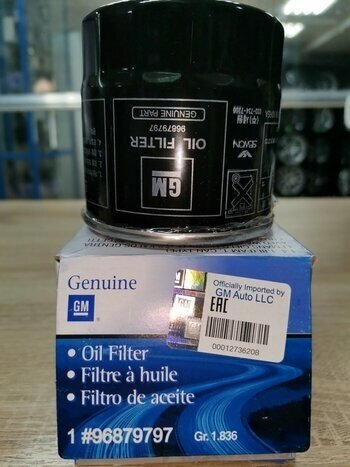 OIL FILTER
96879797
GENUINE PART
GM
SEWON
Genuine
GM
Officially Imported by
GM Auto LLC
EAC
00012736208
• Oil Filter
• Filtre à huile
• Filtro de aceite
1 #96879797 Gr. 1.836